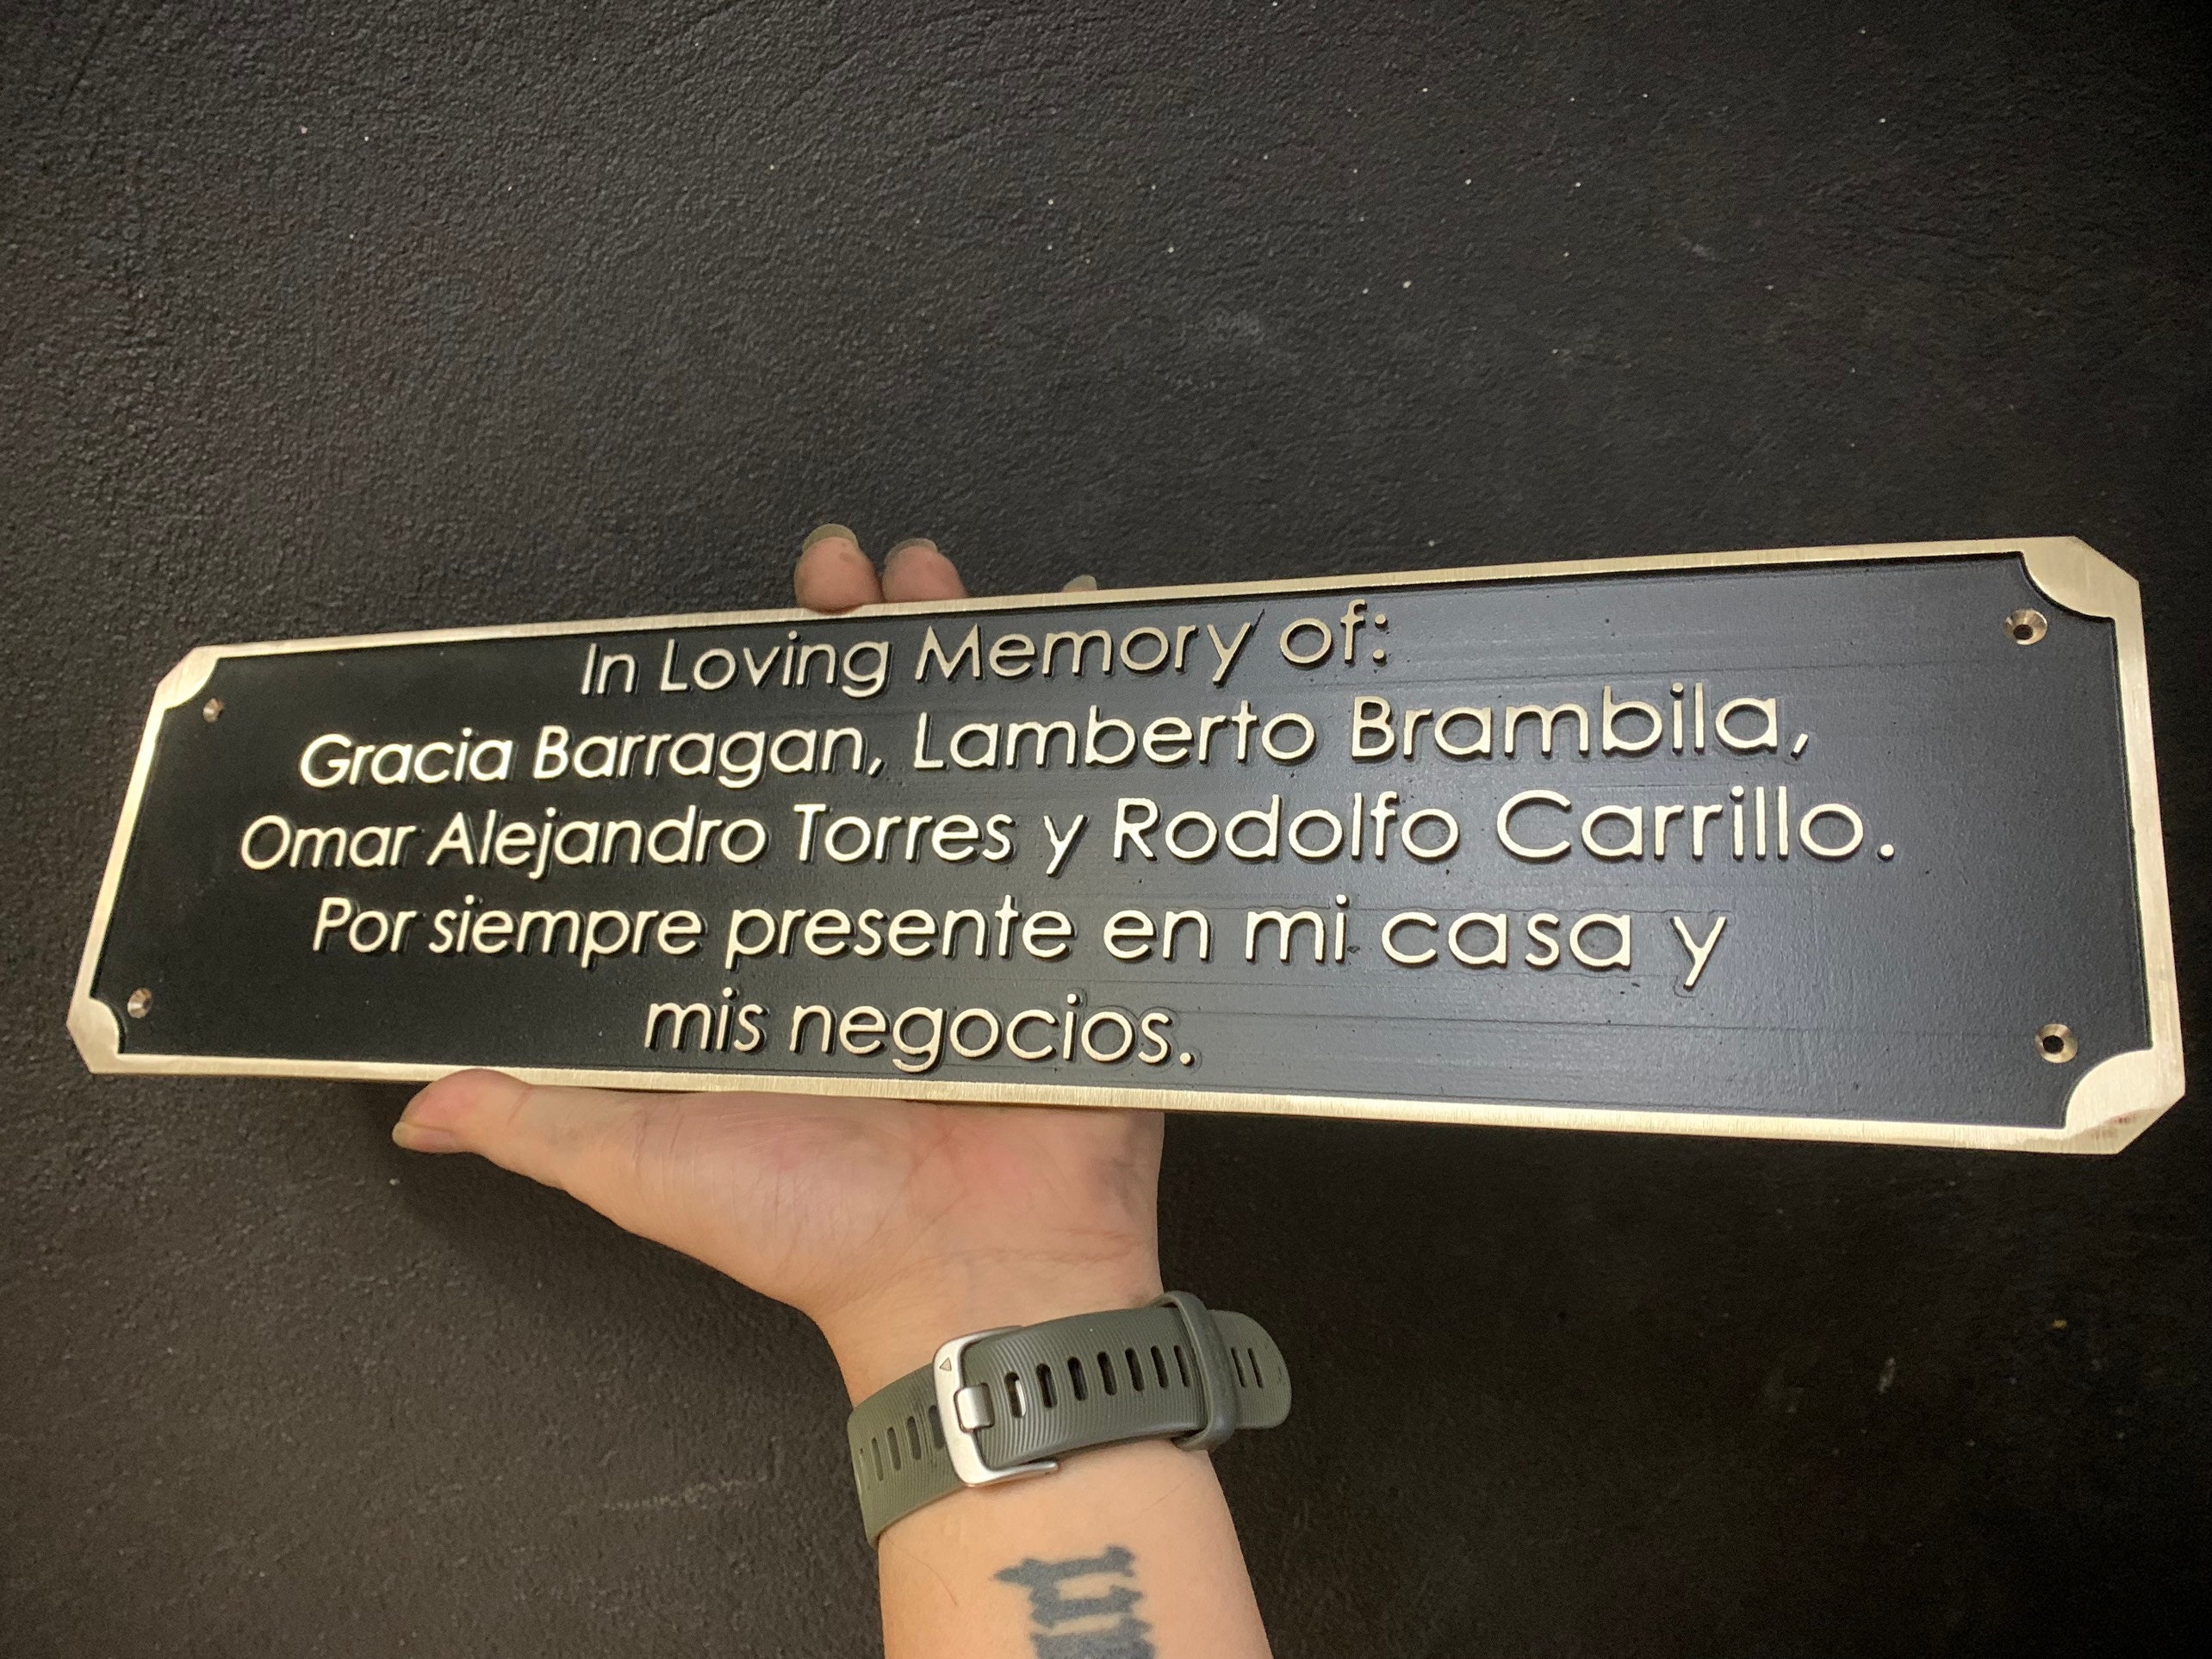 In Loving Memory of:
Gracia Barragan, Lamberto Brambila,
Omar Alejandro Torres y Rodolfo Carrillo.
Por siempre presente en mi casa y
mis negocios.